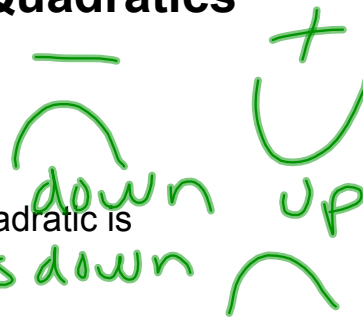 Quadratics
— +
down up
adratic is
s down